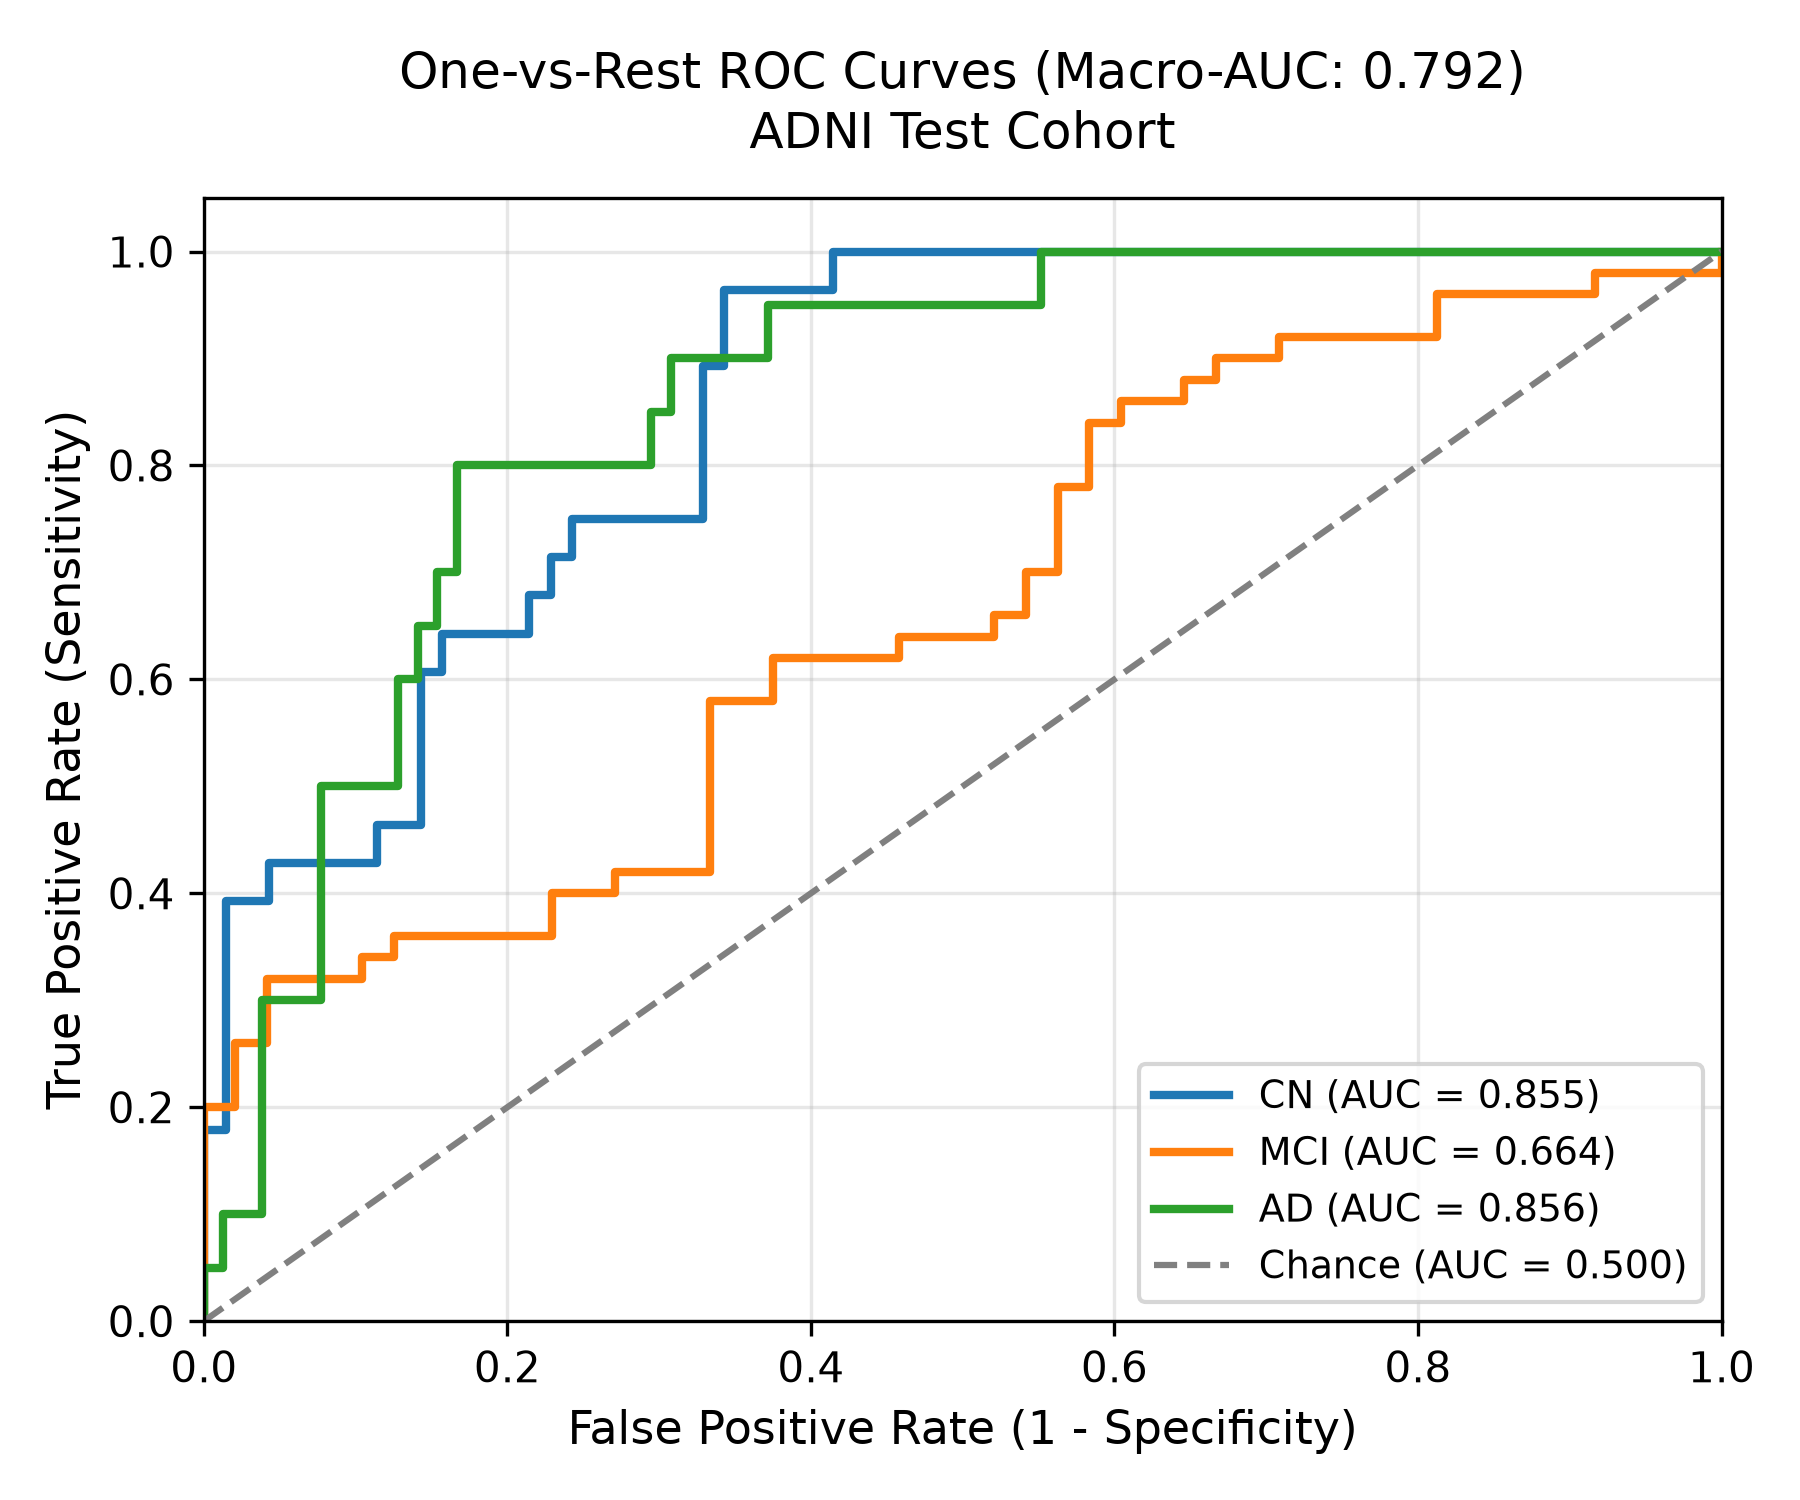 One-vs-Rest ROC Curves (Macro-AUC: 0.792)
ADNI Test Cohort
True Positive Rate (Sensitivity)
1.0
0.8
0.6
0.4
0.2
0.0
0.0 0.2 0.4 0.6 0.8 1.0
False Positive Rate (1 - Specificity)
CN (AUC = 0.855)
MCI (AUC = 0.664)
AD (AUC = 0.856)
Chance (AUC = 0.500)